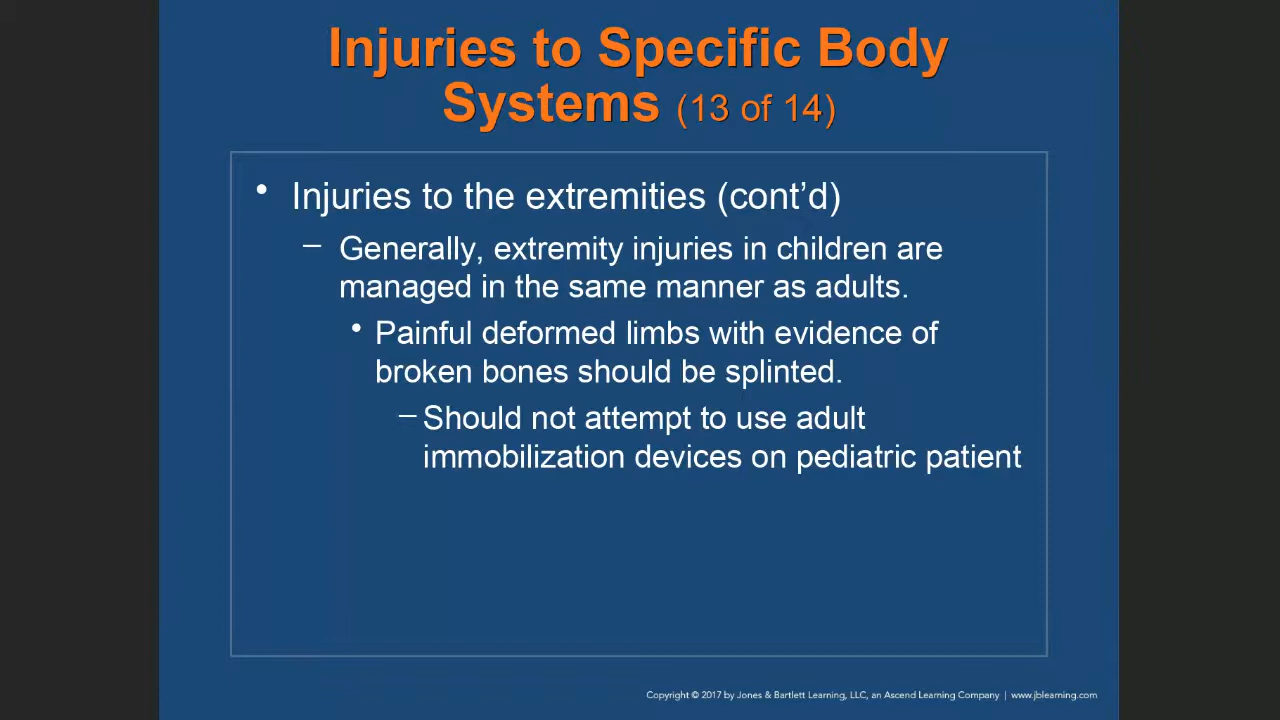 Injuries to Specific Body
Systems (13 of 14)
• Injuries to the extremities (cont’d)
– Generally, extremity injuries in children are
managed in the same manner as adults.
• Painful deformed limbs with evidence of
broken bones should be splinted.
– Should not attempt to use adult
immobilization devices on pediatric patient
Copyright © 2017 by Jones & Bartlett Learning, LLC, an Ascend Learning Company | www.jblearning.com